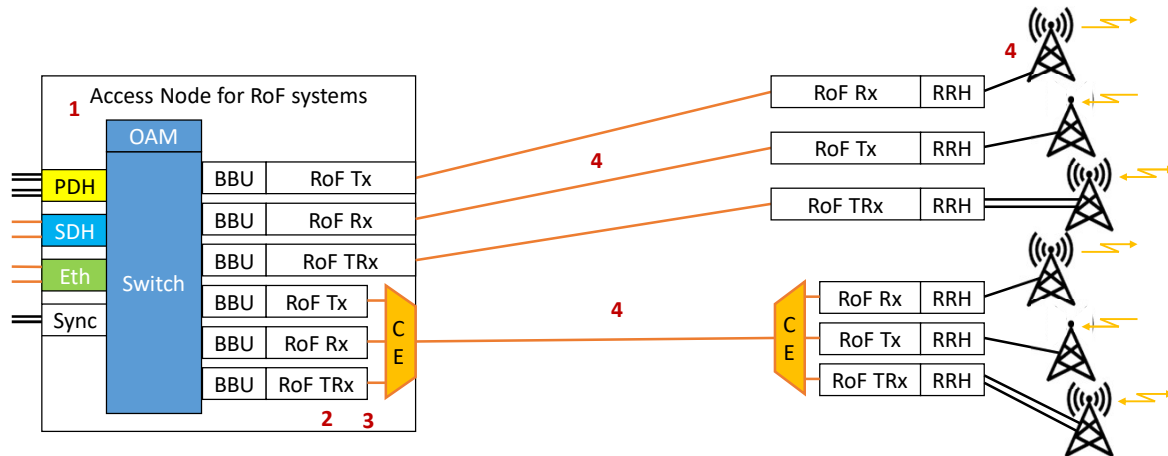 4
RoF Rx RRH
1 Access Node for RoF systems
OAM
4
RoF Tx RRH
PDH
BBU RoF Tx
RoF TRx RRH
SDH
BBU RoF Rx
Eth
Switch
BBU RoF TRx
BBU RoF Tx
RoF Rx RRH
Sync
4
BBU RoF Rx
C
E
C
E
RoF Tx RRH
BBU RoF TRx
RoF TRx RRH
2 3